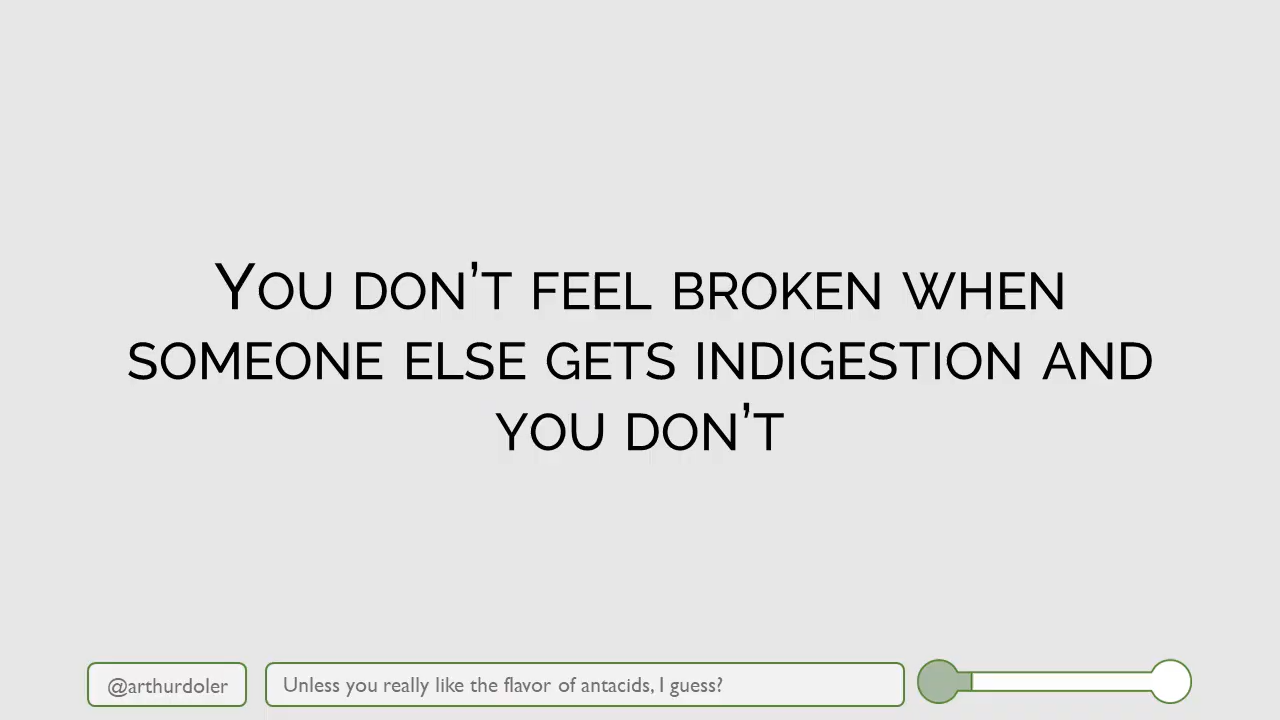 You don’t feel broken when
someone else gets indigestion and
you don’t
@arthurdoler
Unless you really like the flavor of antacids, I guess?